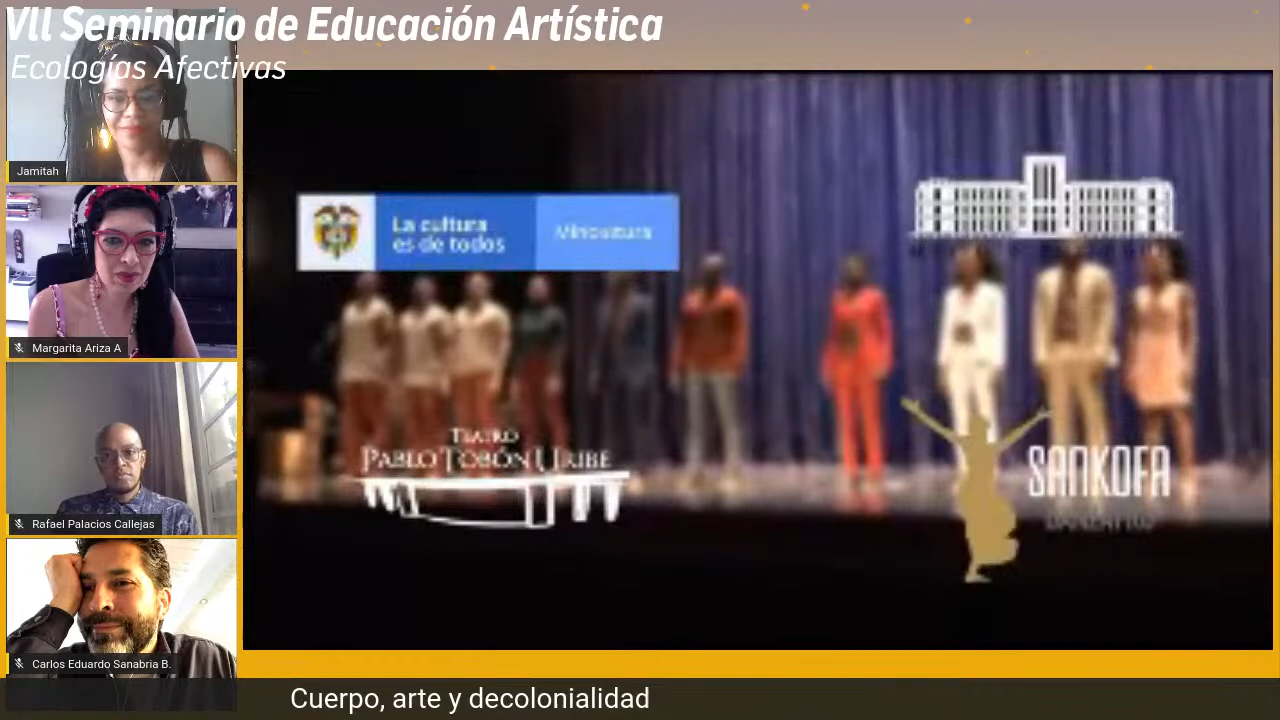 VII Seminario de Educación Artística
Ecologías Afectivas
Jamitah
Margarita Ariza A
Rafael Palacios Callejas
Carlos Eduardo Sanabria B.
La cultura
es de todos
Mincultura
TEATRO
PABLO TOBÓN URIBE
SANKOFA
Cuerpo, arte y decolonialidad